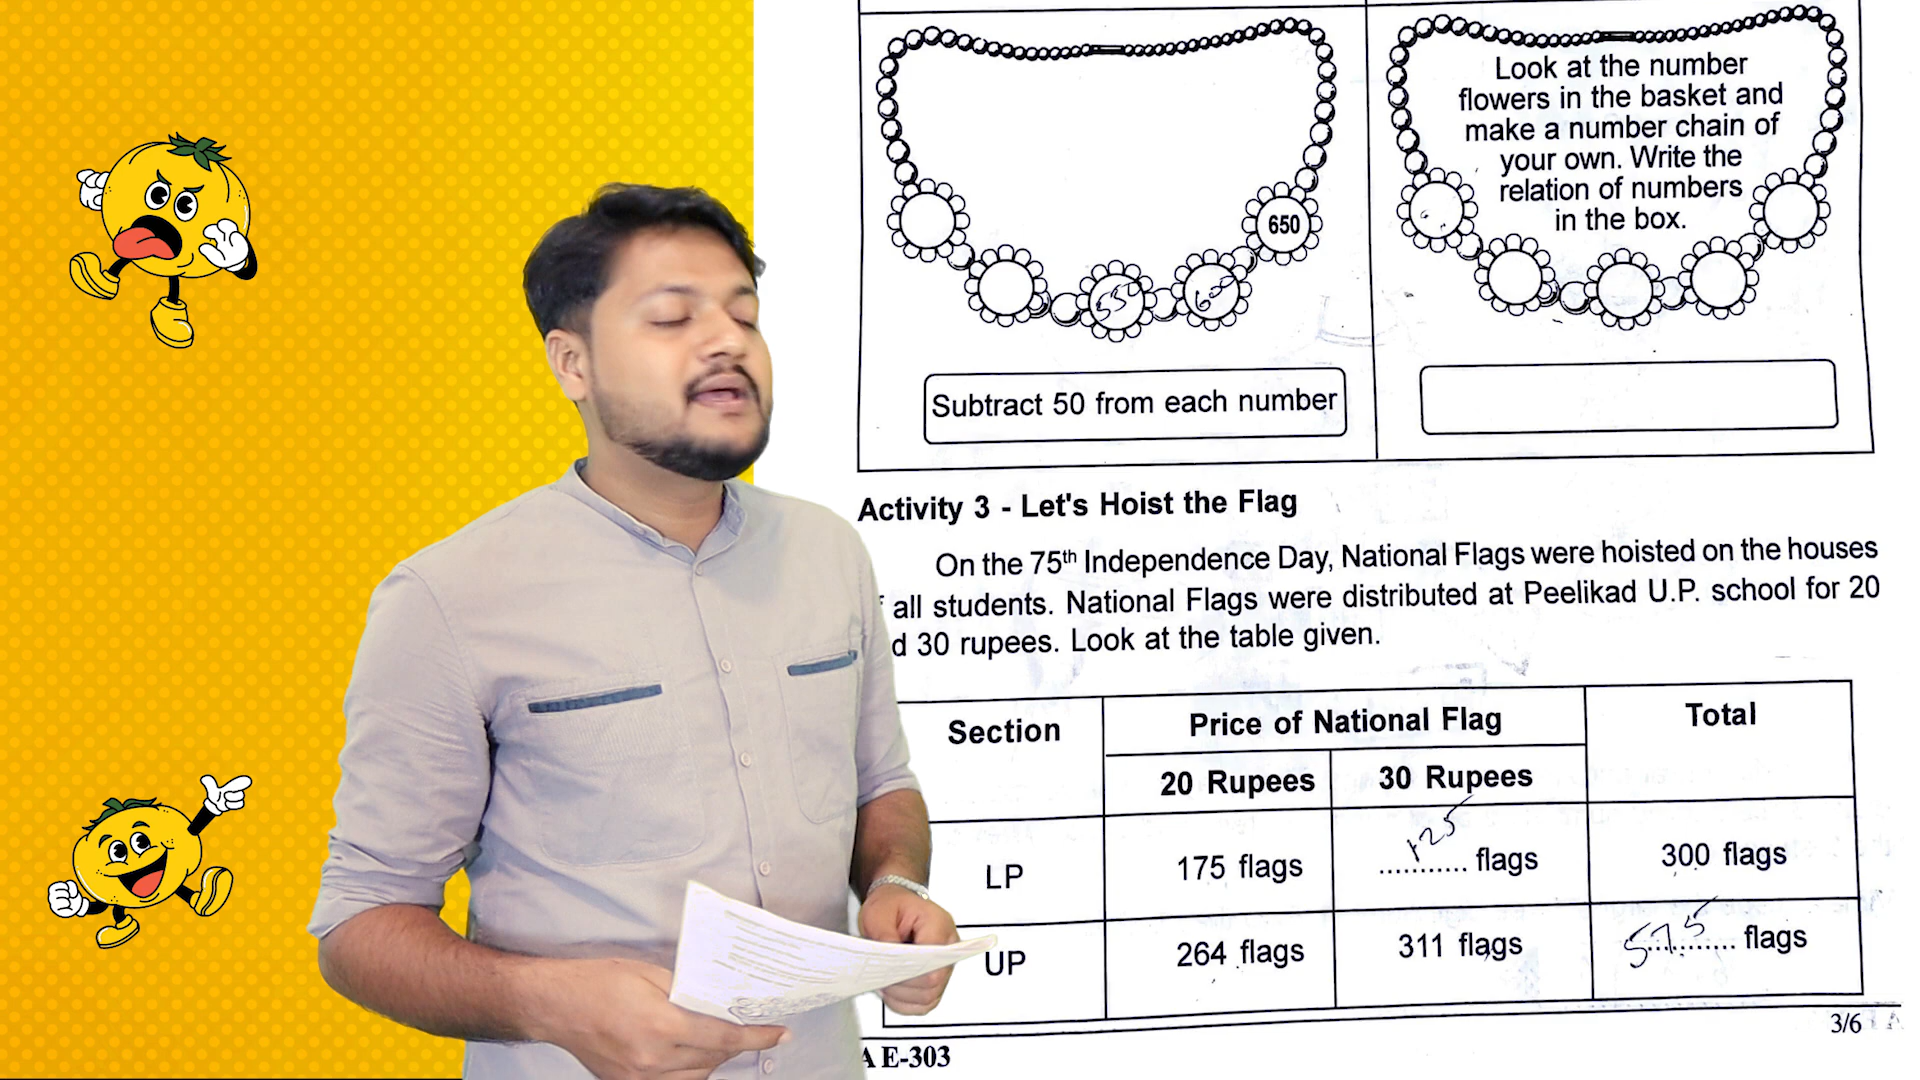 Look at the number
flowers in the basket and
make a number chain of
your own. Write the
relation of numbers
in the box.
650
550
600
Subtract 50 from each number
Activity 3 - Let's Hoist the Flag
On the 75th Independence Day, National Flags were hoisted on the houses
all students. National Flags were distributed at Peelikad U.P. school for 20
d 30 rupees. Look at the table given.
Section
Price of National Flag
Total
20 Rupees
30 Rupees
LP
175 flags
125
........... flags
300 flags
UP
264 flags
311 flags
575
........... flags
3/6
A E-303